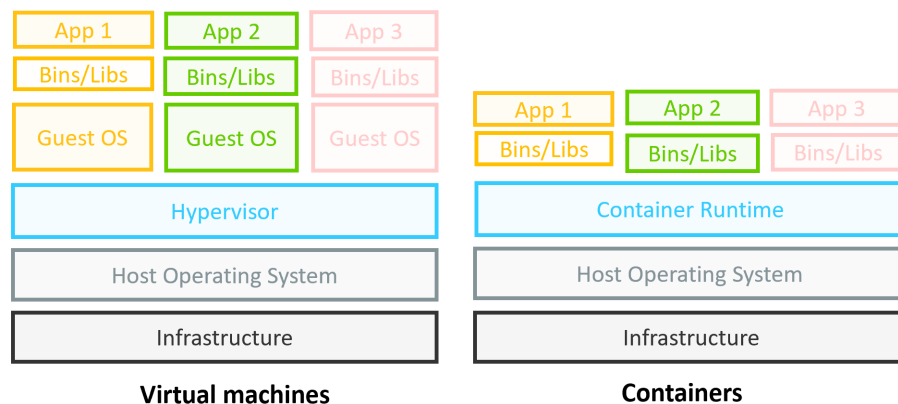 App 1
App 2
App 3
Bins/Libs
Bins/Libs
Bins/Libs
Guest OS
Guest OS
Guest OS
Hypervisor
Host Operating System
Infrastructure
Virtual machines
App 1
App 2
App 3
Bins/Libs
Bins/Libs
Bins/Libs
Container Runtime
Host Operating System
Infrastructure
Containers